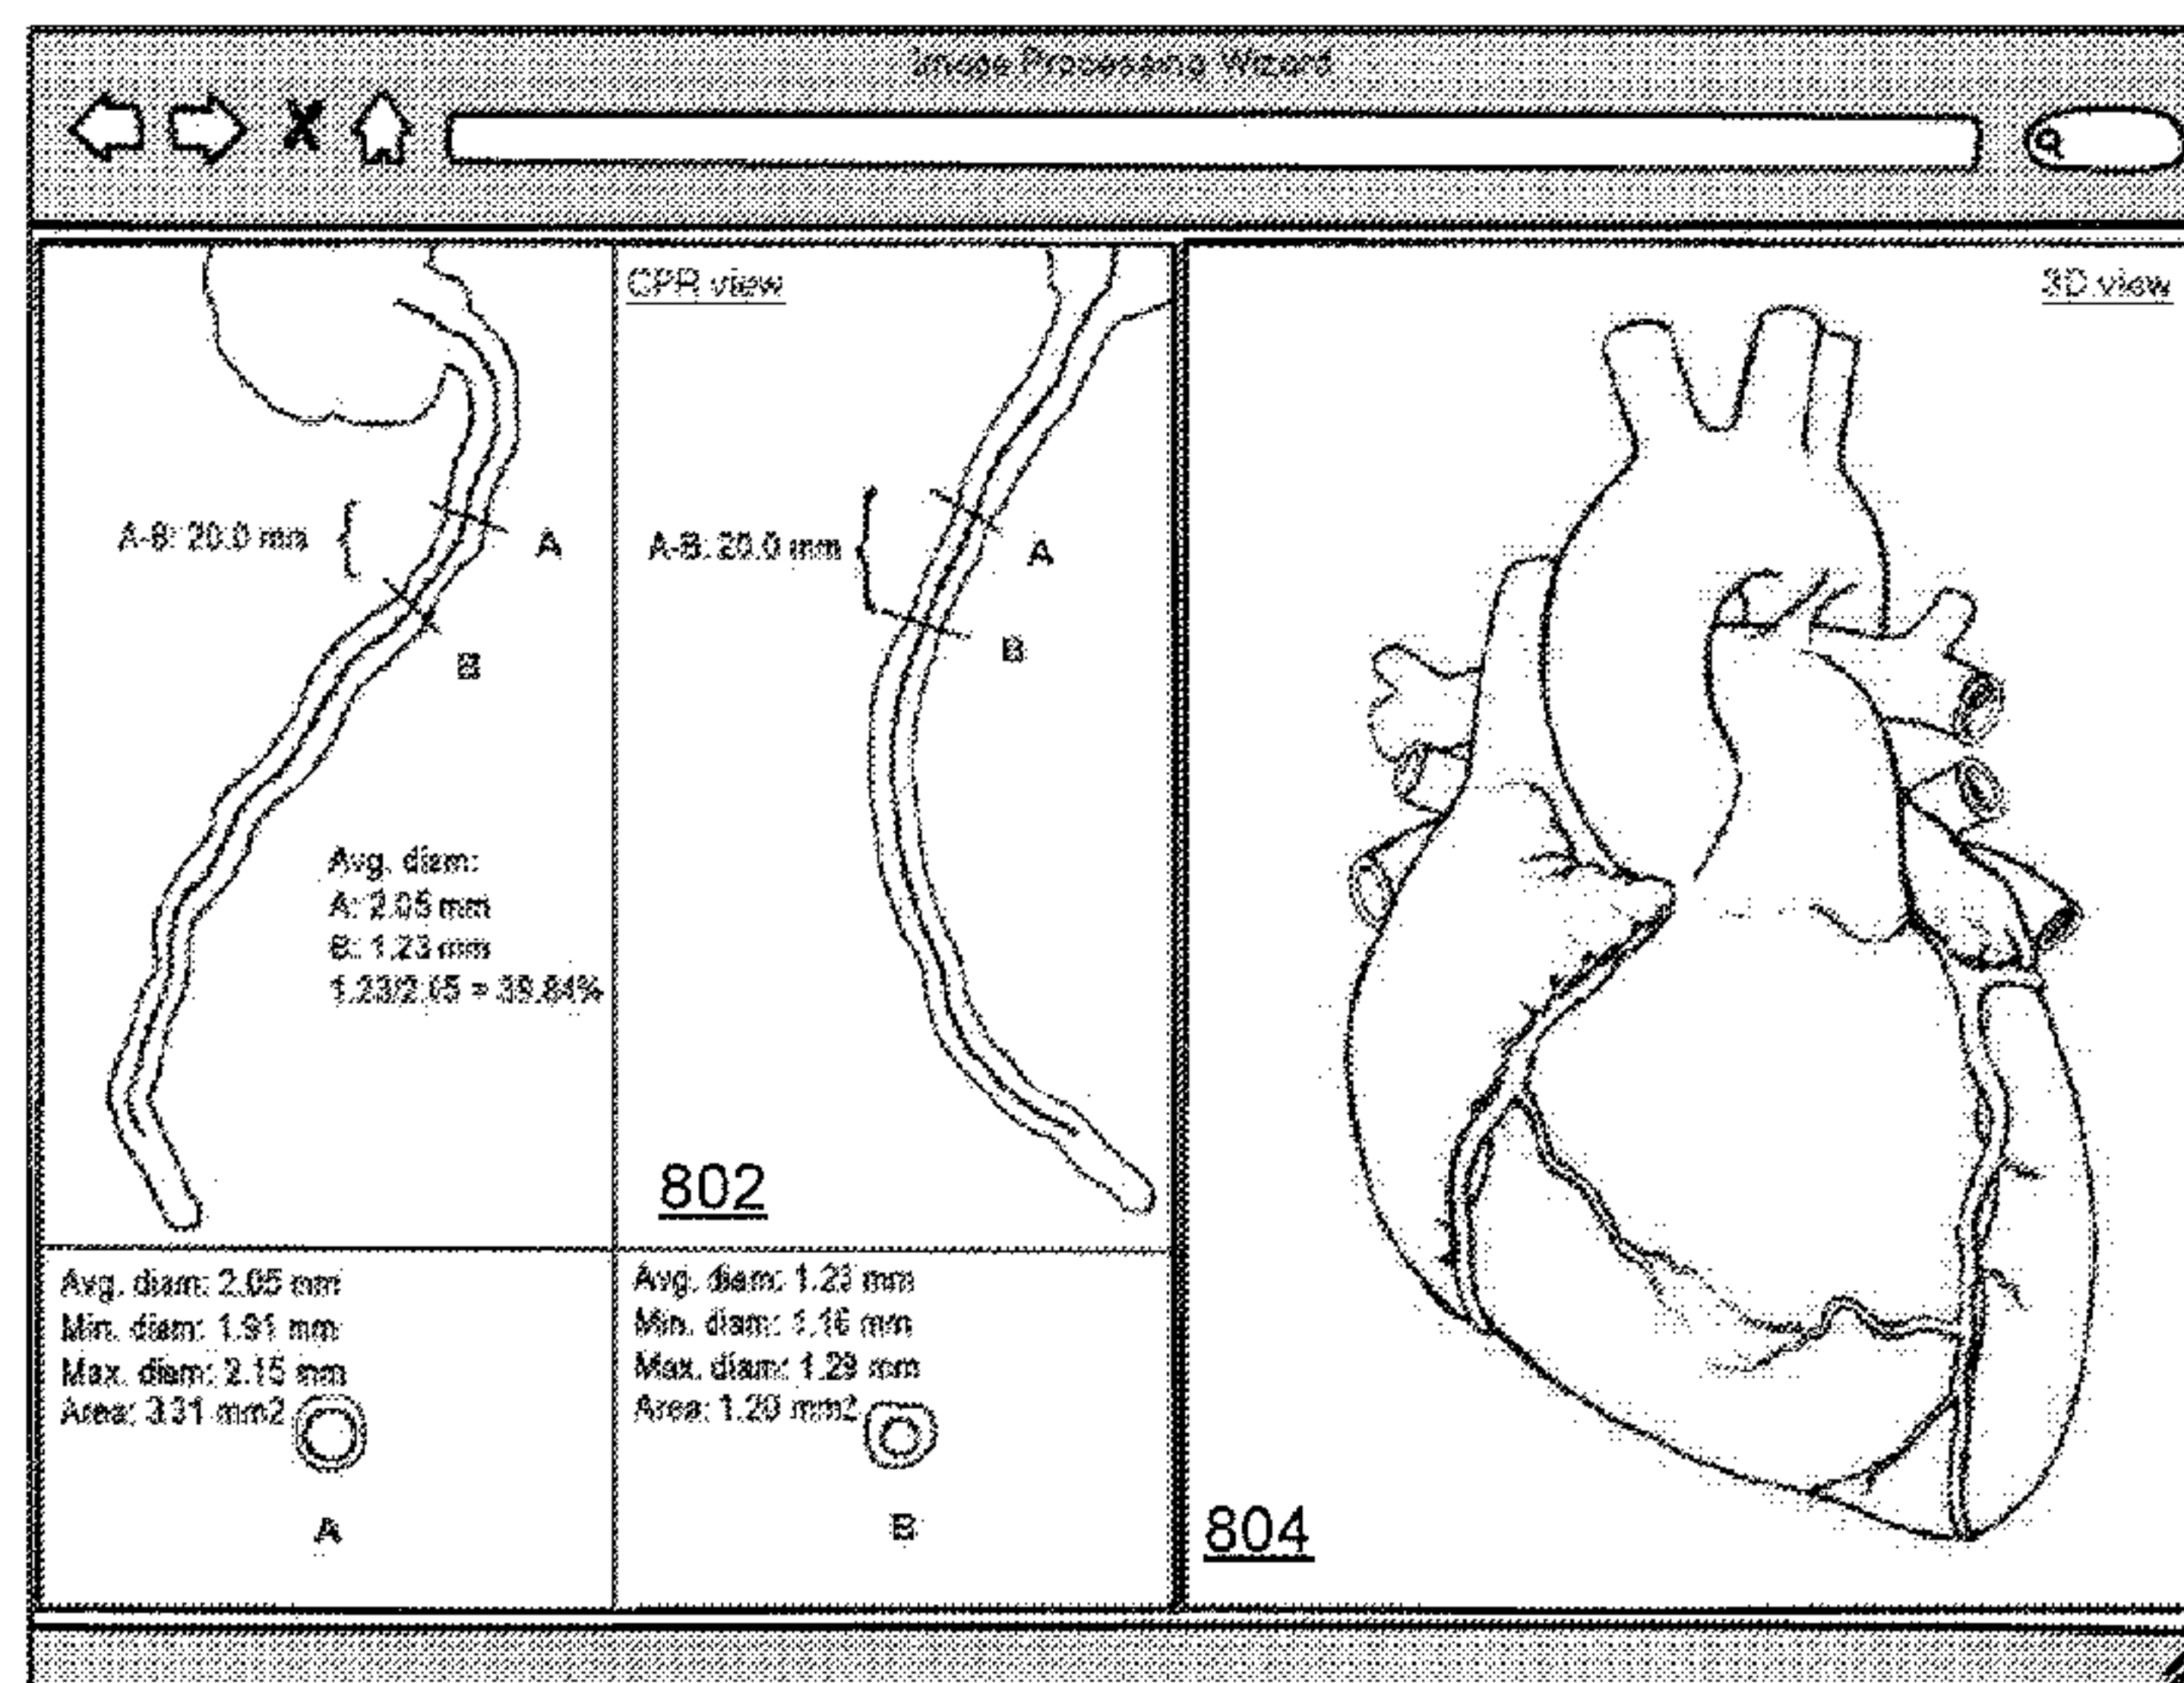 Image Processing Wizard
CPR view
3D view
A-B: 20.0 mm
A
B
A-B: 20.0 mm
A
B
Avg. diam:
A: 2.05 mm
B: 1.23 mm
1.23/2.05 = 39.84%
802
Avg. diam: 2.05 mm
Min. diam: 1.91 mm
Max. diam: 2.15 mm
Area: 3.31 mm2
A
Avg. diam: 1.23 mm
Min. diam: 1.16 mm
Max. diam: 1.29 mm
Area: 1.20 mm2
B
804